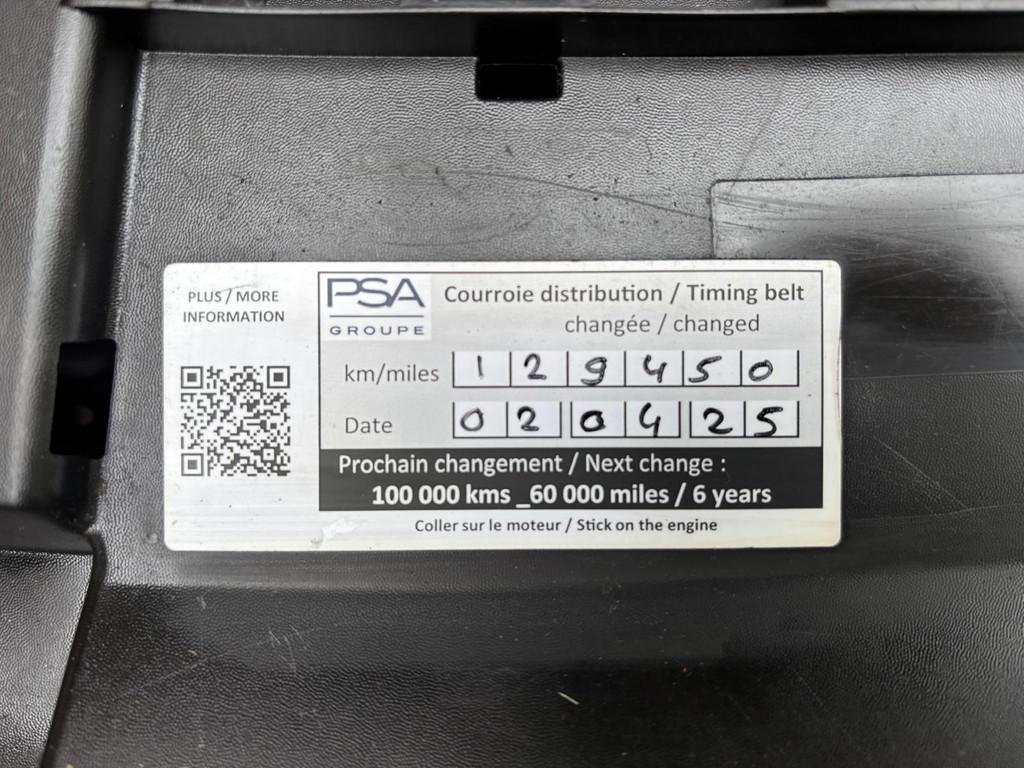 PLUS / MORE
INFORMATION
PSA
GROUPE
Courroie distribution / Timing belt
changée / changed
km/miles 1 2 9 4 5 0
Date 0 2 0 4 2 5
Prochain changement / Next change :
100 000 kms _60 000 miles / 6 years
Coller sur le moteur / Stick on the engine